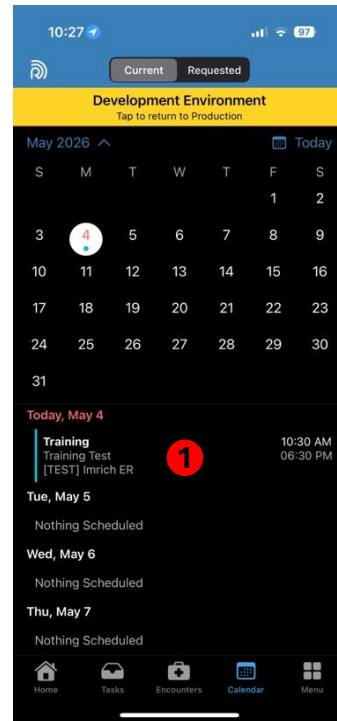 10:27
97
Current Requested
Development Environment
Tap to return to Production
May 2026 Today
S M T W T F S
1 2
3 4 5 6 7 8 9
10 11 12 13 14 15 16
17 18 19 20 21 22 23
24 25 26 27 28 29 30
31
Today, May 4
Training 10:30 AM
Training Test 06:30 PM
[TEST] Imrich ER
1
Tue, May 5
Nothing Scheduled
Wed, May 6
Nothing Scheduled
Thu, May 7
Nothing Scheduled
Home Tasks Encounters Calendar Menu